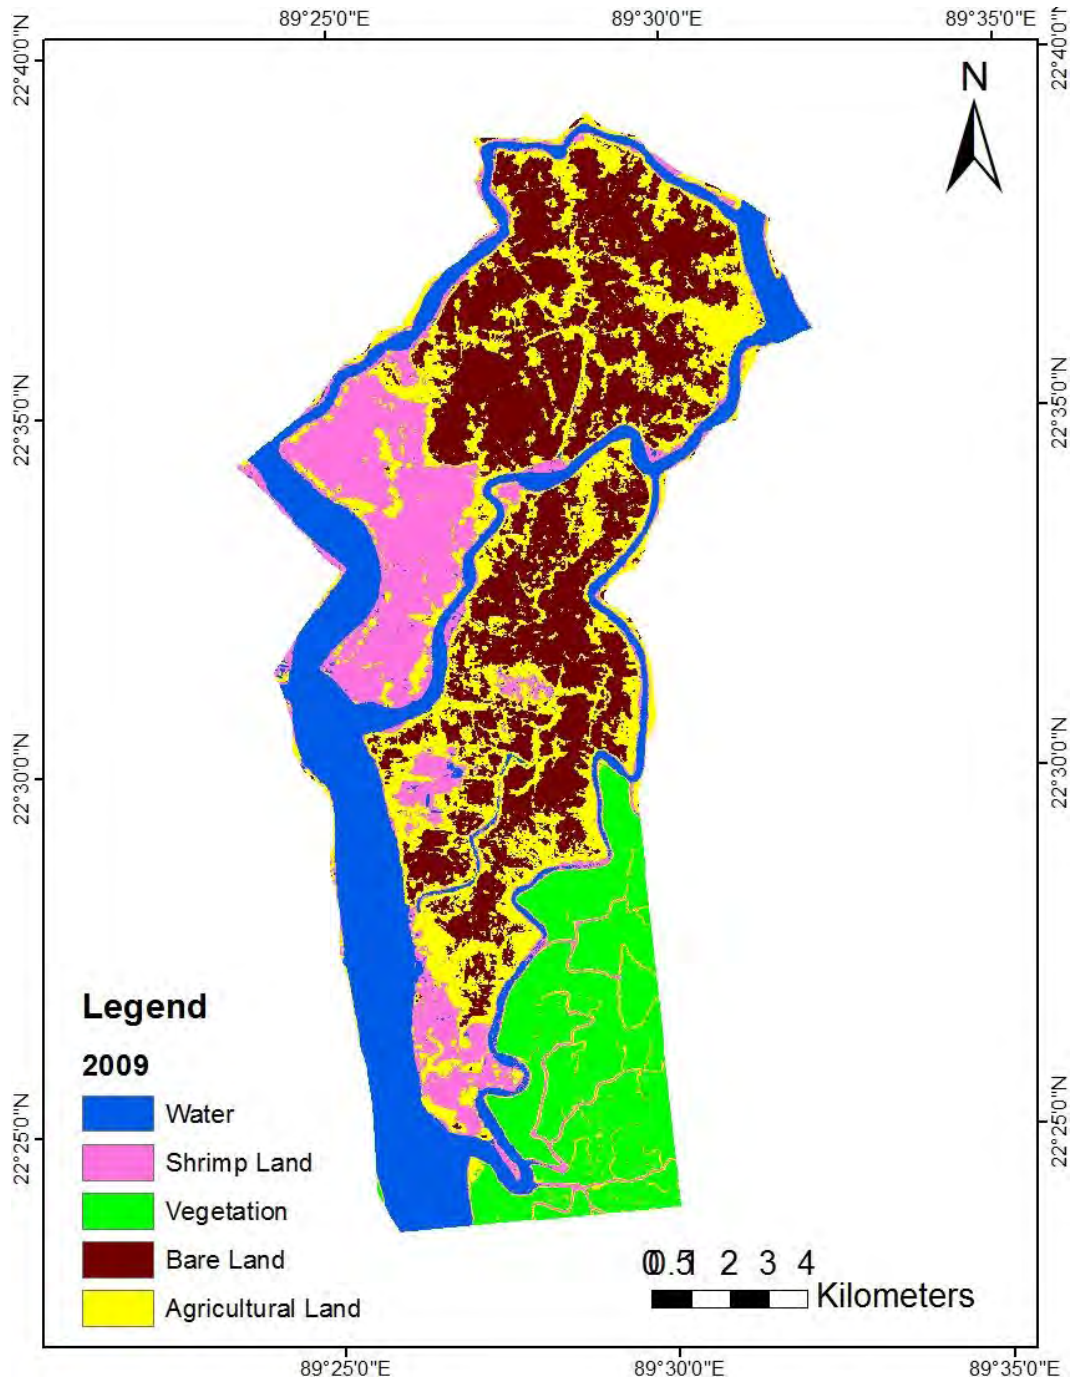 89°25'0"E 89°30'0"E 89°35'0"E
22°40'0"N 22°40'0"N
N
22°35'0"N 22°35'0"N
22°30'0"N 22°30'0"N
22°25'0"N 22°25'0"N
Legend
2009
Water
Shrimp Land
Vegetation
Bare Land
Agricultural Land
0 0.5 1 2 3 4
Kilometers
89°25'0"E 89°30'0"E 89°35'0"E